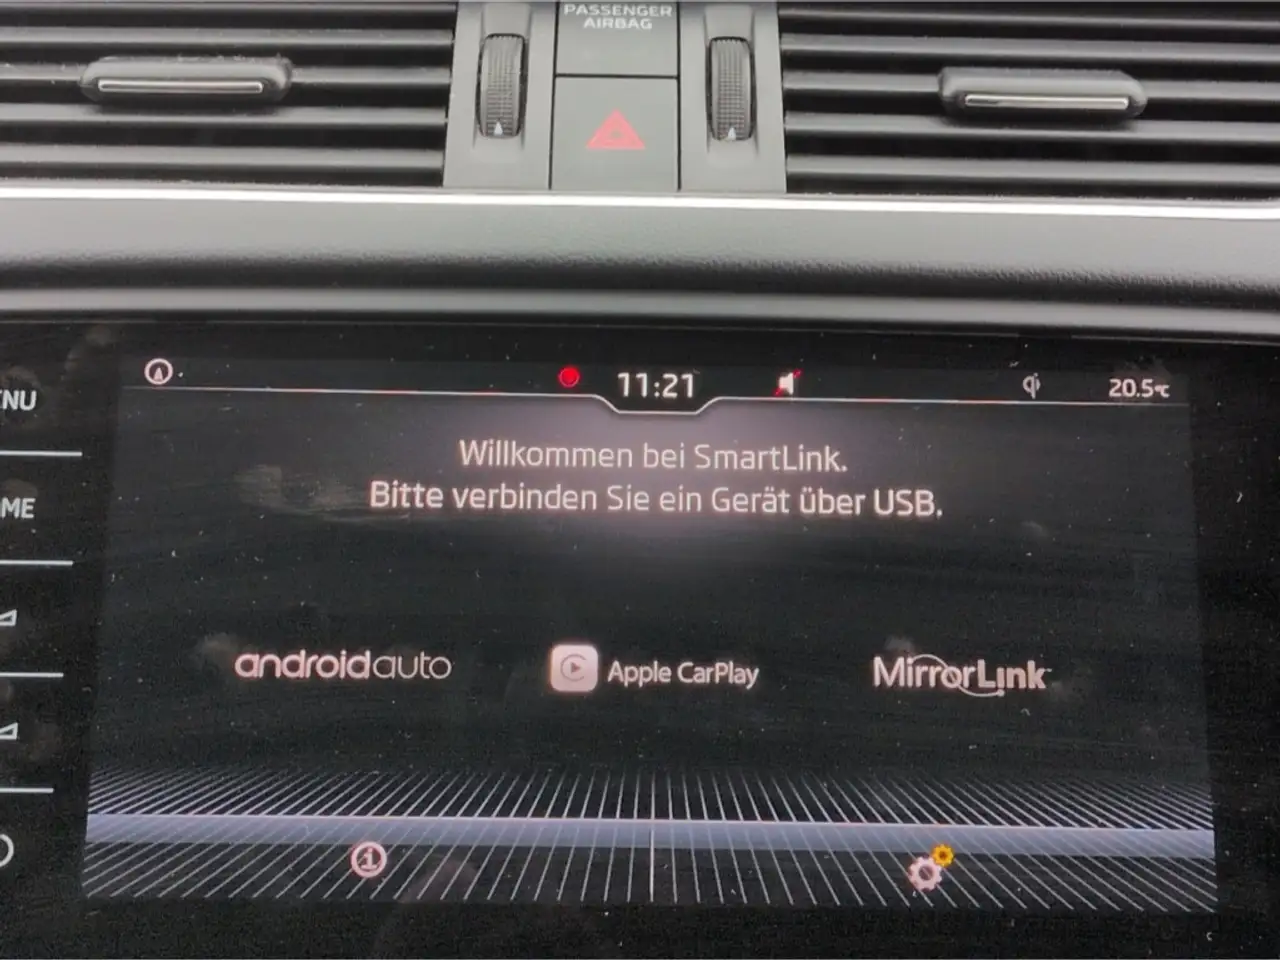 PASSENGER
AIRBAG
11:21
20.5°C
Willkommen bei SmartLink.
Bitte verbinden Sie ein Gerät über USB.
androidauto
Apple CarPlay
MirrorLink